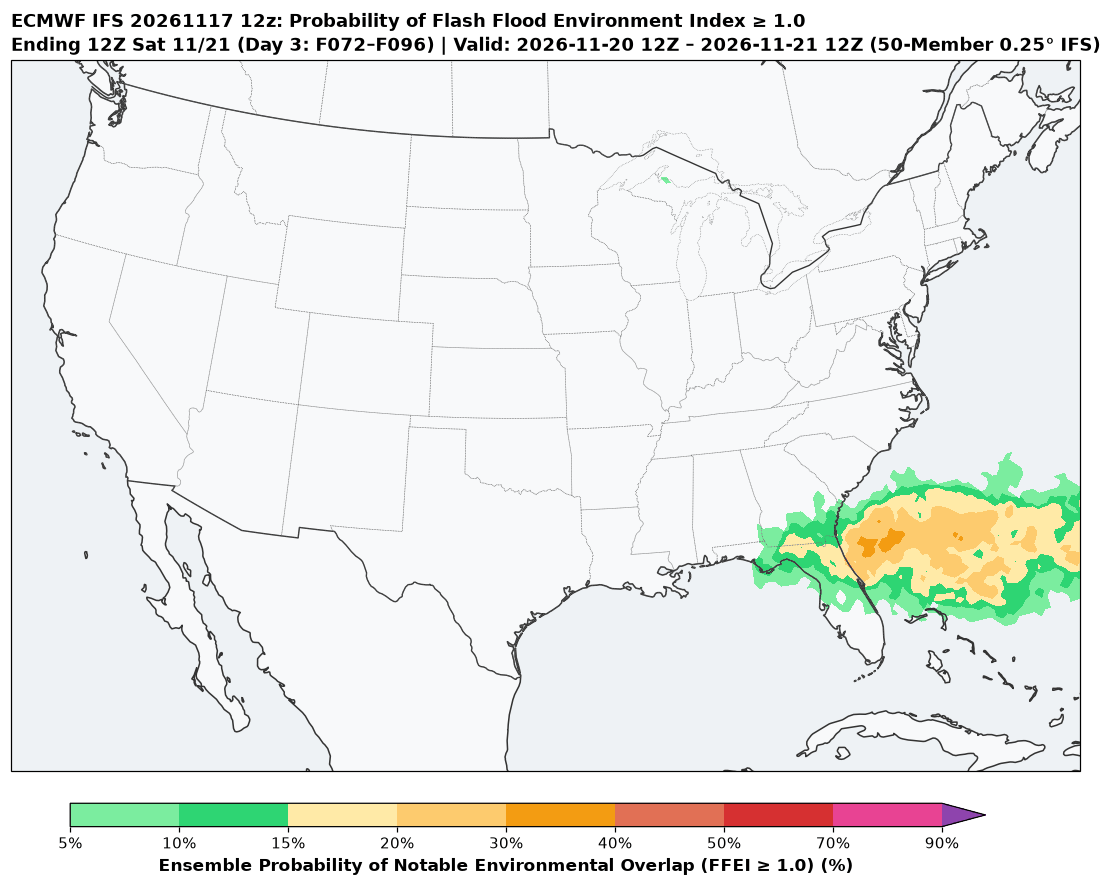 ECMWF IFS 20261117 12z: Probability of Flash Flood Environment Index ≥ 1.0
Ending 12Z Sat 11/21 (Day 3: F072–F096) | Valid: 2026-11-20 12Z – 2026-11-21 12Z (50-Member 0.25° IFS)
5% 10% 15% 20% 30% 40% 50% 70% 90%
Ensemble Probability of Notable Environmental Overlap (FFEI ≥ 1.0) (%)